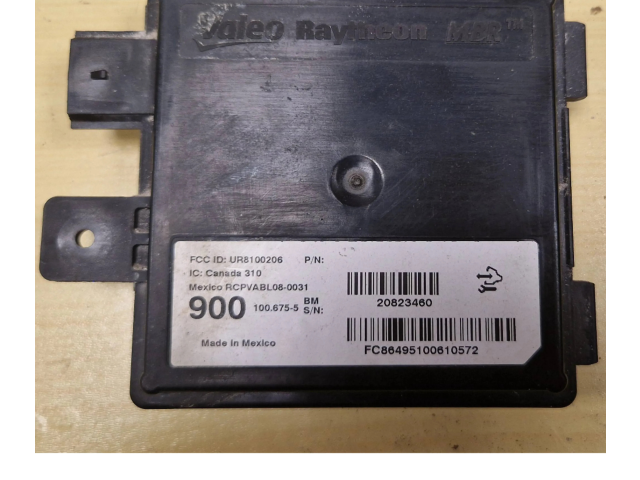 Valeo Raytheon MBR™
FCC ID: UR8100206 P/N:
IC: Canada 310
Mexico RCPVABL08-0031
900 100.675-5 BM S/N:
20823460
Made in Mexico
FC86495100610572